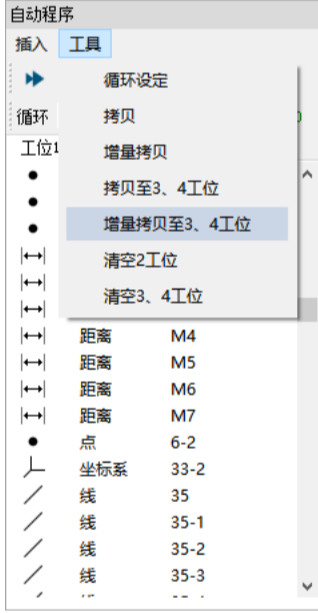 自动程序
插入 工具
循环设定
循环 拷贝
增量拷贝
工位1
拷贝至3、4工位
增量拷贝至3、4工位
清空2工位
清空3、4工位
距离 M4
距离 M5
距离 M6
距离 M7
点 6-2
坐标系 33-2
线 35
线 35-1
线 35-2
线 35-3